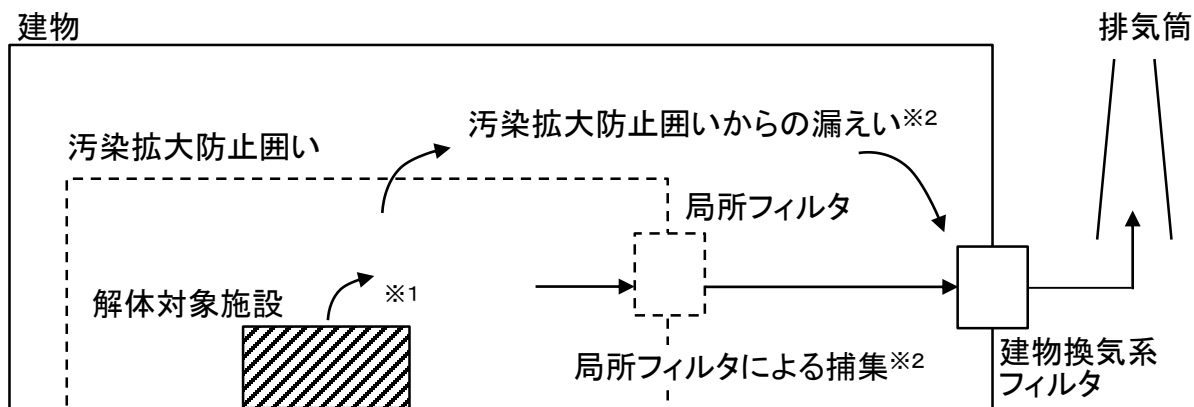 建物
排気筒
汚染拡大防止囲いからの漏えい※2
汚染拡大防止囲い
局所フィルタ
※1
解体対象施設
局所フィルタによる捕集※2
建物換気系
フィルタ